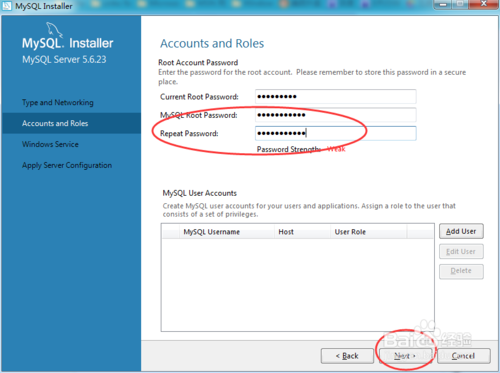 MySQL Installer
MySQL. Installer
MySQL Server 5.6.23
Type and Networking
Accounts and Roles
Windows Service
Apply Server Configuration
Accounts and Roles
Root Account Password
Enter the password for the root account. Please remember to store this password in a secure
place.
Current Root Password: •••••••••
MySQL Root Password: •••••••••••
Repeat Password: •••••••••••
Password Strength: Weak
MySQL User Accounts
Create MySQL user accounts for your users and applications. Assign a role to the user that
consists of a set of privileges.
MySQL Username Host User Role
Add User
Edit User
Delete
< Back Next > Cancel
Baidu 经验